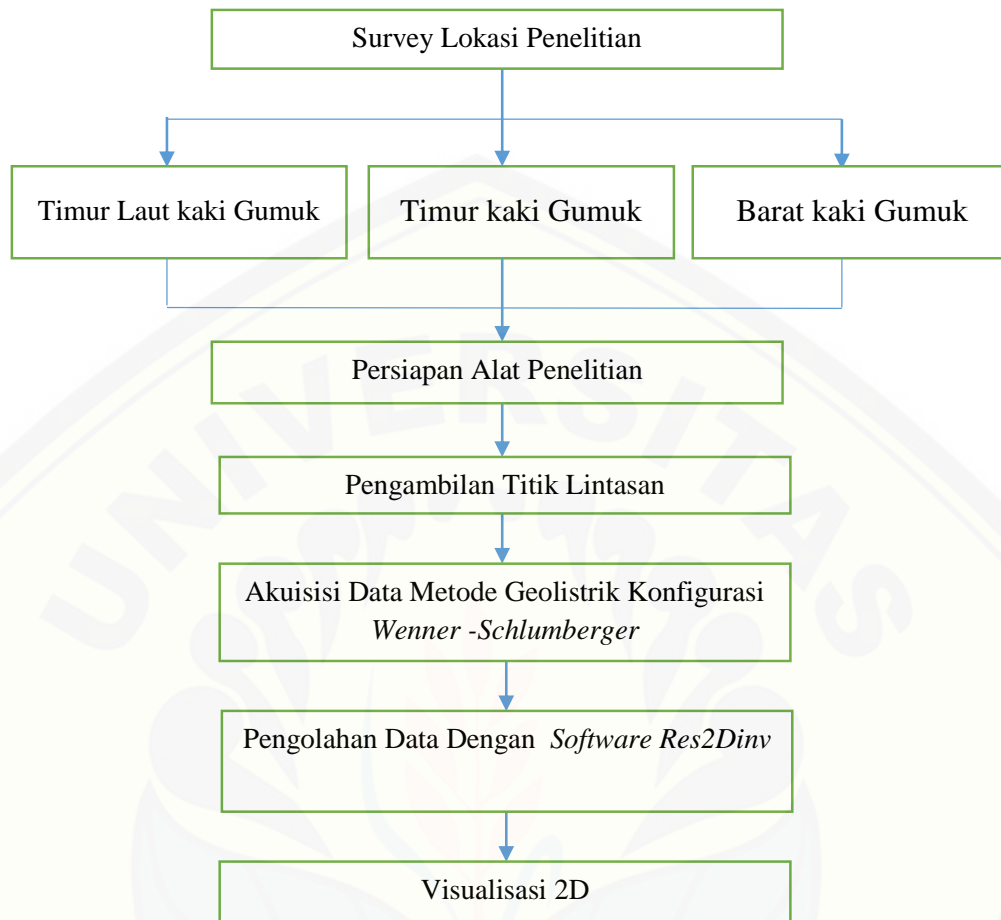 Survey Lokasi Penelitian
Timur Laut kaki Gumuk
Timur kaki Gumuk
Barat kaki Gumuk
Persiapan Alat Penelitian
Pengambilan Titik Lintasan
Akuisisi Data Metode Geolistrik Konfigurasi
Wenner -Schlumberger
Pengolahan Data Dengan Software Res2Dinv
Visualisasi 2D
UNIVERSITAS